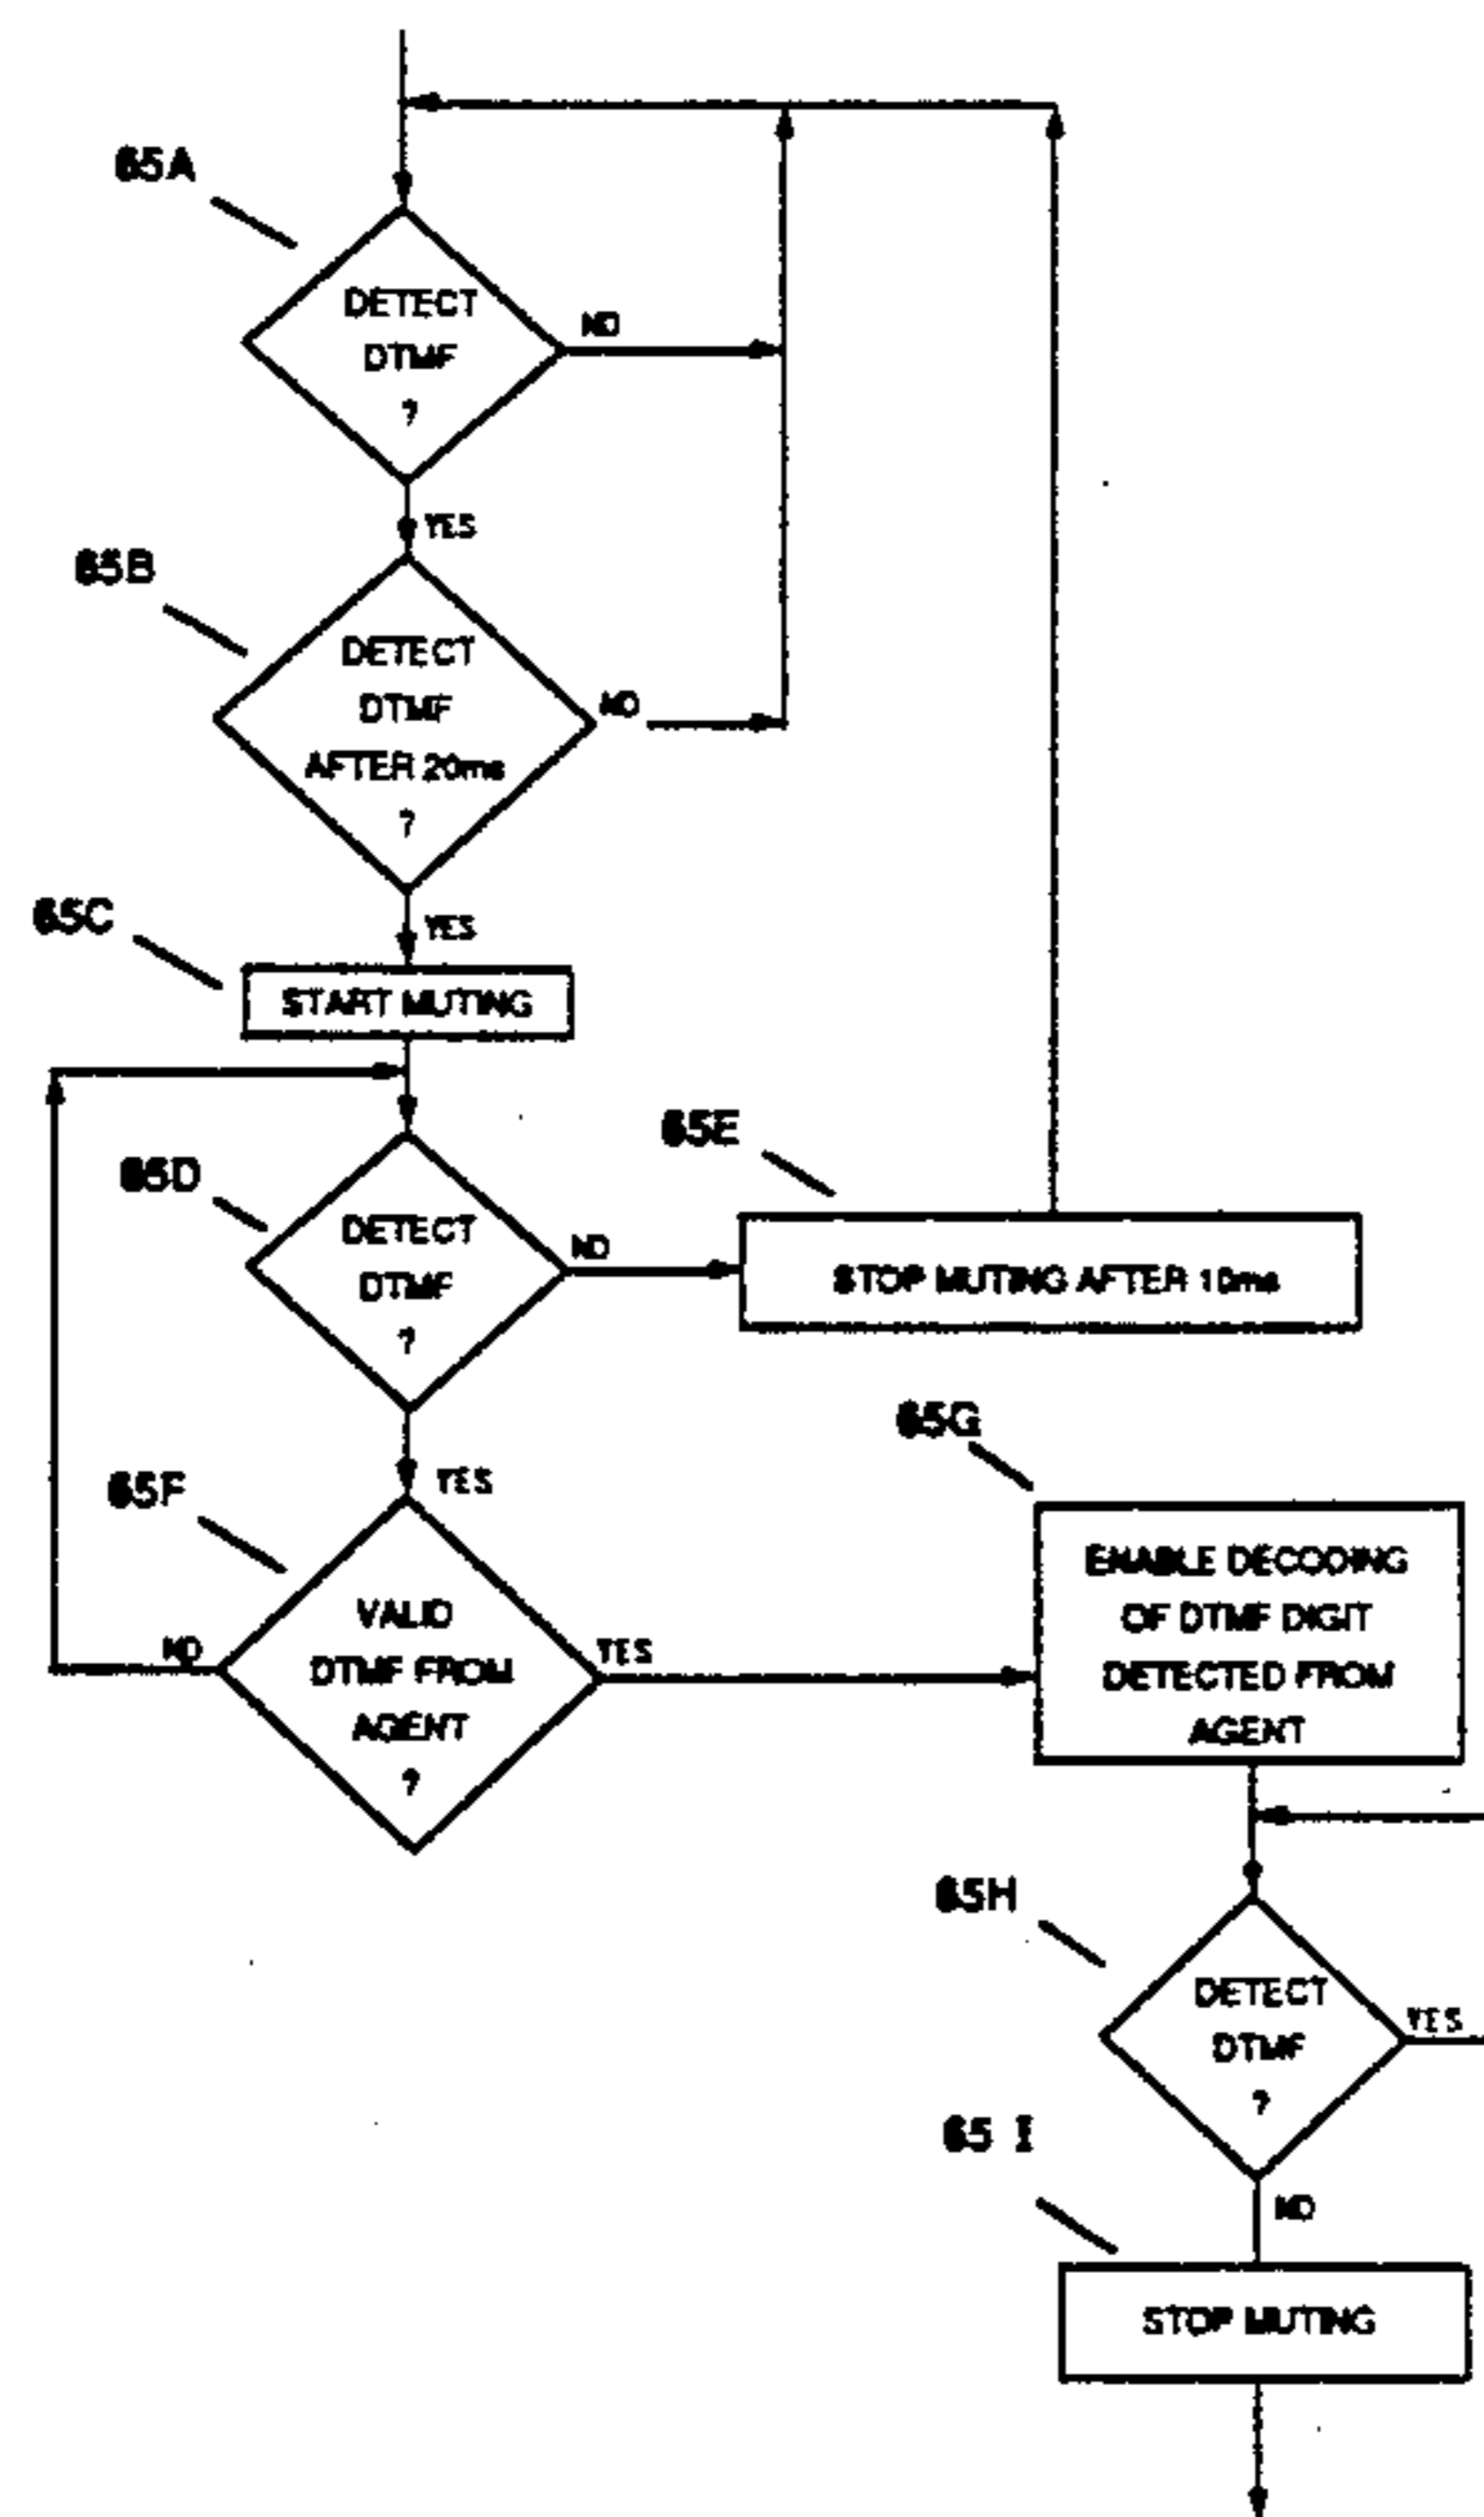 65A
DETECT
DTMF
?
NO
YES
65B
DETECT
DTMF
AFTER 20ms
?
NO
YES
65C
START MUTING
65D
DETECT
DTMF
?
NO
65E
STOP MUTING AFTER
YES
65F
VALID
DTMF FROM
AGENT
?
NO
YES
65G
ENABLE DECODING
OF DTMF DIGIT
DETECTED FROM
AGENT
65H
DETECT
DTMF
?
YES
NO
65 I
STOP MUTING